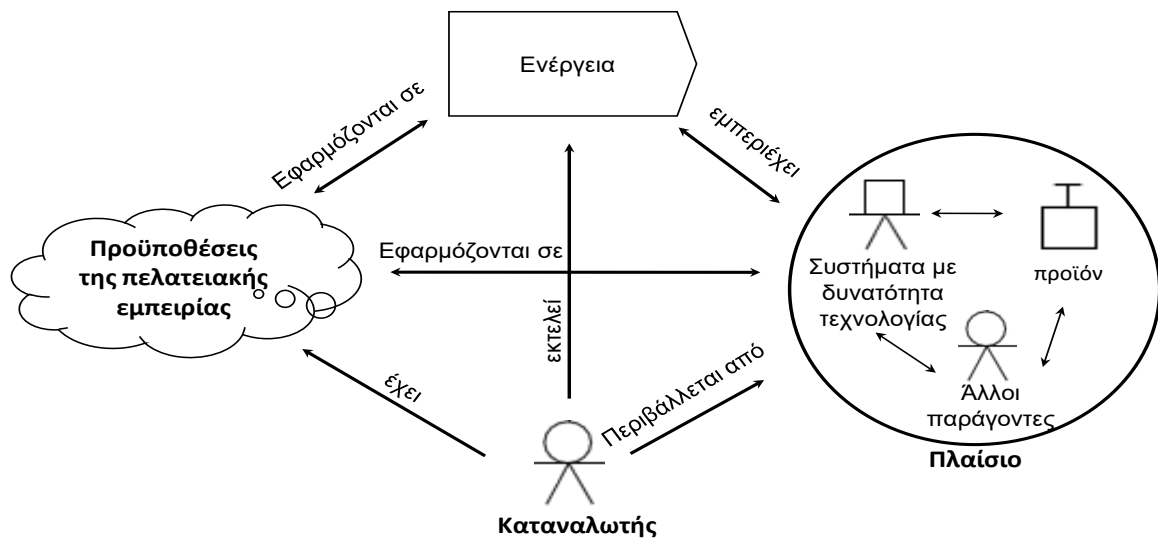 Ενέργεια
Εφαρμόζονται σε
εμπεριέχει
Προϋποθέσεις
της πελατειακής
εμπειρίας
Εφαρμόζονται σε
εκτελεί
Συστήματα με
δυνατότητα
τεχνολογίας
προϊόν
Άλλοι
παράγοντες
Πλαίσιο
έχει
Περιβάλλεται από
Καταναλωτής